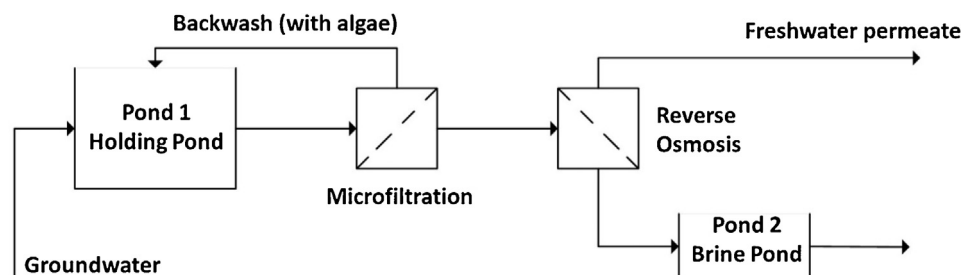 Backwash (with algae)
Freshwater permeate
Pond 1
Holding Pond
Reverse
Osmosis
Microfiltration
Pond 2
Brine Pond
Groundwater